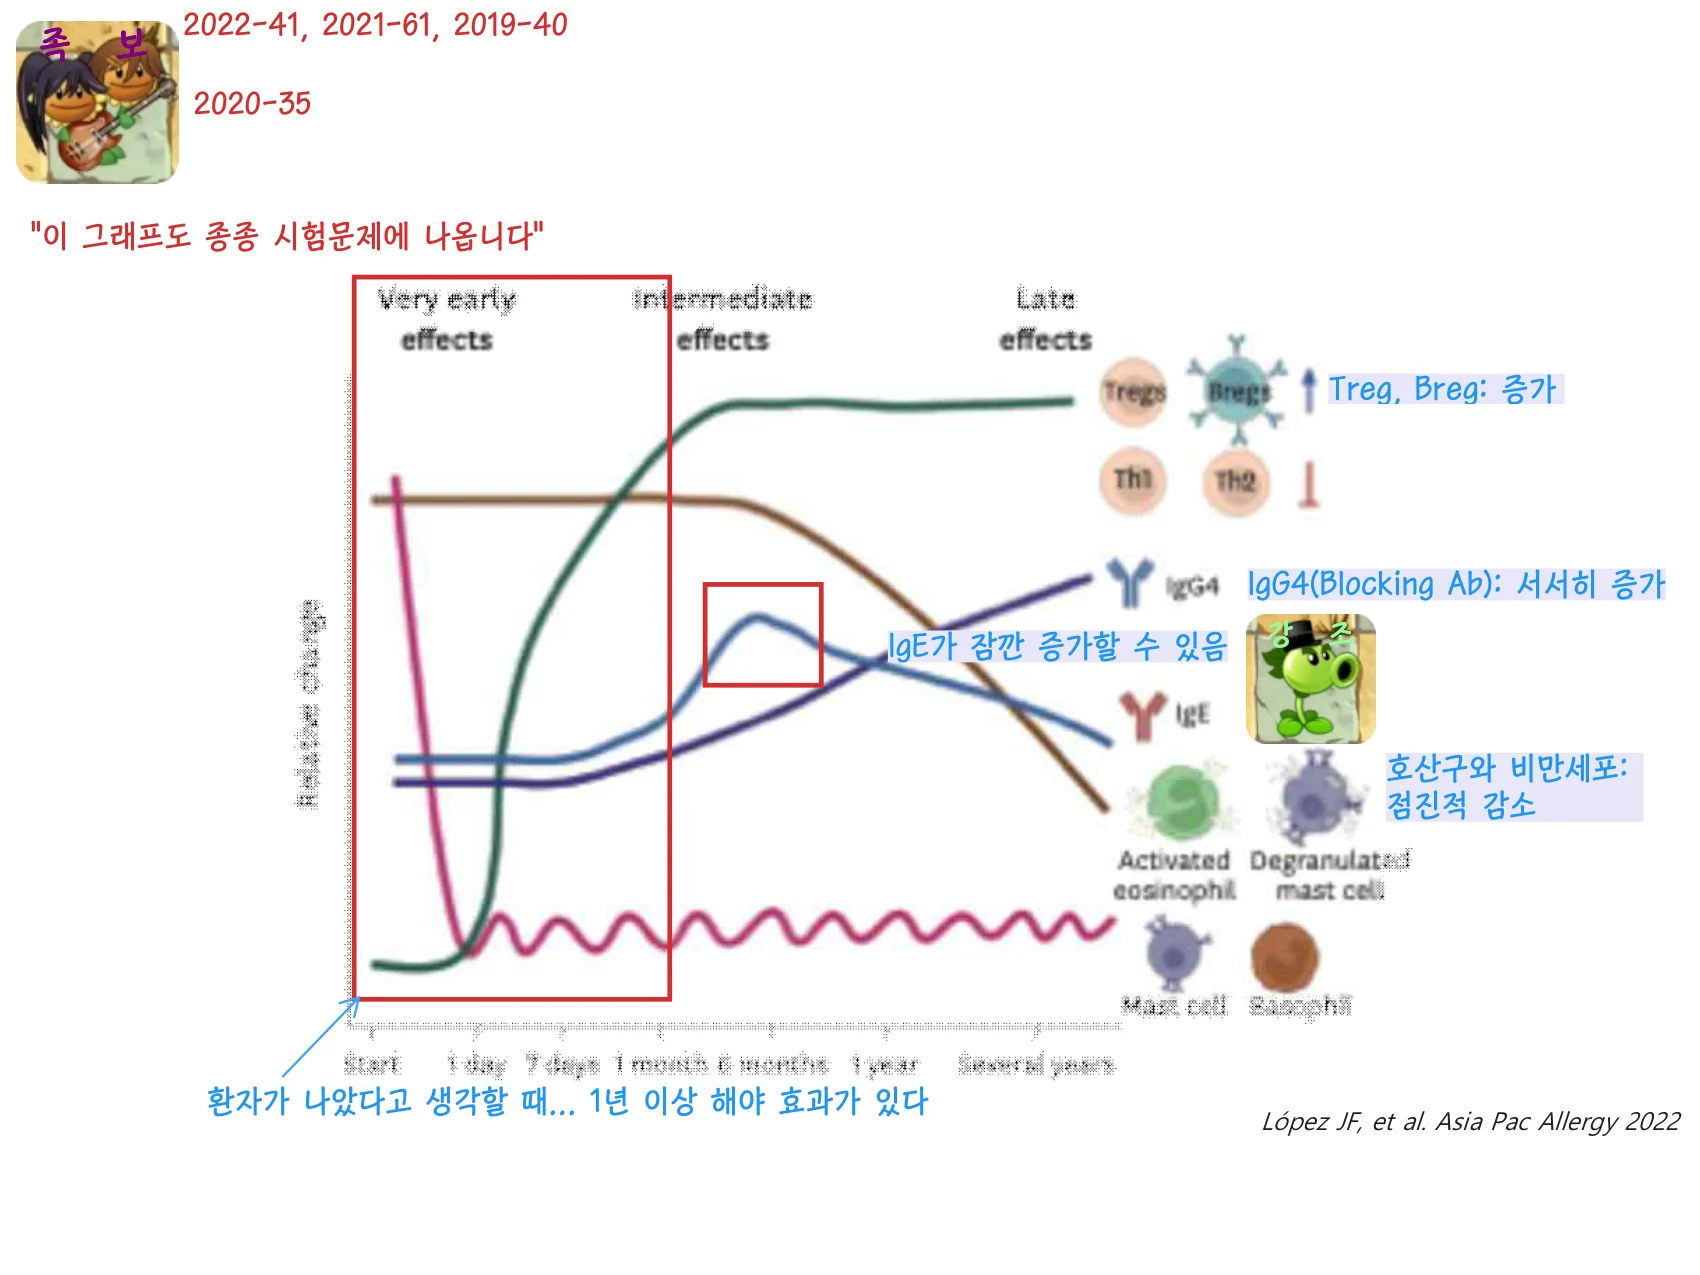 족 보
2022-41, 2021-61, 2019-40
2020-35
"이 그래프도 종종 시험문제에 나옵니다"
Very early effects
Intermediate effects
Late effects
Tregs
Bregs
Treg, Breg: 증가
Th1
Th2
IgG4
IgG4(Blocking Ab): 서서히 증가
강 조
IgE가 잠깐 증가할 수 있음
IgE
호산구와 비만세포:
점진적 감소
Activated eosinophil
Degranulated mast cell
Mast cell
Basophil
Relative change
Start
1 day
7 days
1 month
6 months
1 year
Several years
환자가 나았다고 생각할 때... 1년 이상 해야 효과가 있다
López JF, et al. Asia Pac Allergy 2022